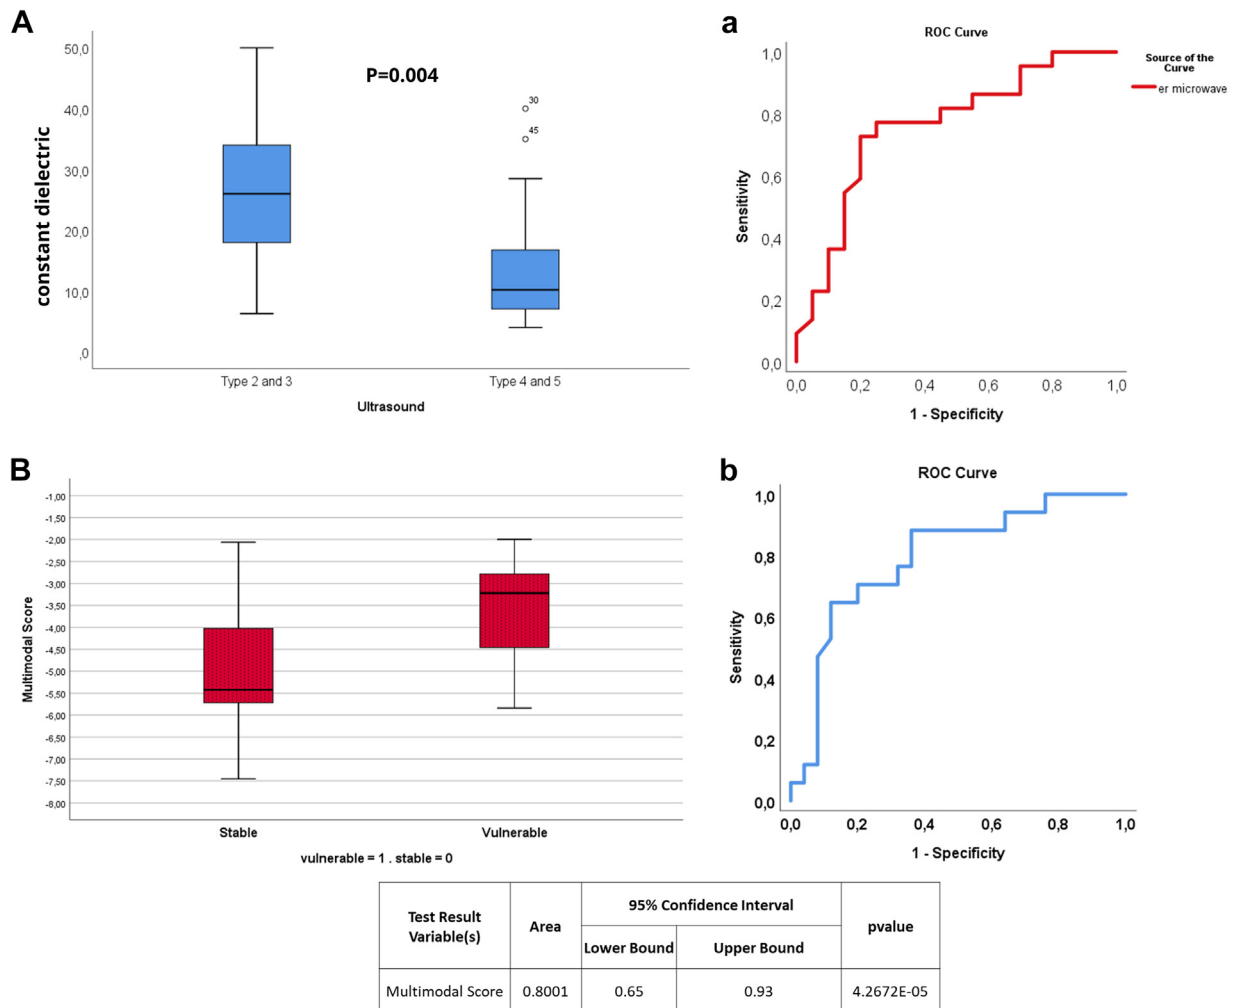 A
P=0.004
constant dielectric
50,0
40,0
30,0
20,0
10,0
,0
30
45
Type 2 and 3
Type 4 and 5
Ultrasound
a
ROC Curve
Source of the
Curve
er microwave
Sensitivity
1,0
0,8
0,6
0,4
0,2
0,0
0,0
0,2
0,4
0,6
0,8
1,0
1 - Specificity
B
Multimodal Score
-1,00
-1,50
-2,00
-2,50
-3,00
-3,50
-4,00
-4,50
-5,00
-5,50
-6,00
-6,50
-7,00
-7,50
-8,00
Stable
Vulnerable
vulnerable = 1 . stable = 0
b
ROC Curve
Sensitivity
1,0
0,8
0,6
0,4
0,2
0,0
0,0
0,2
0,4
0,6
0,8
1,0
1 - Specificity
Test Result
Variable(s)
Area
95% Confidence Interval
Lower Bound
Upper Bound
pvalue
Multimodal Score
0.8001
0.65
0.93
4.2672E-05